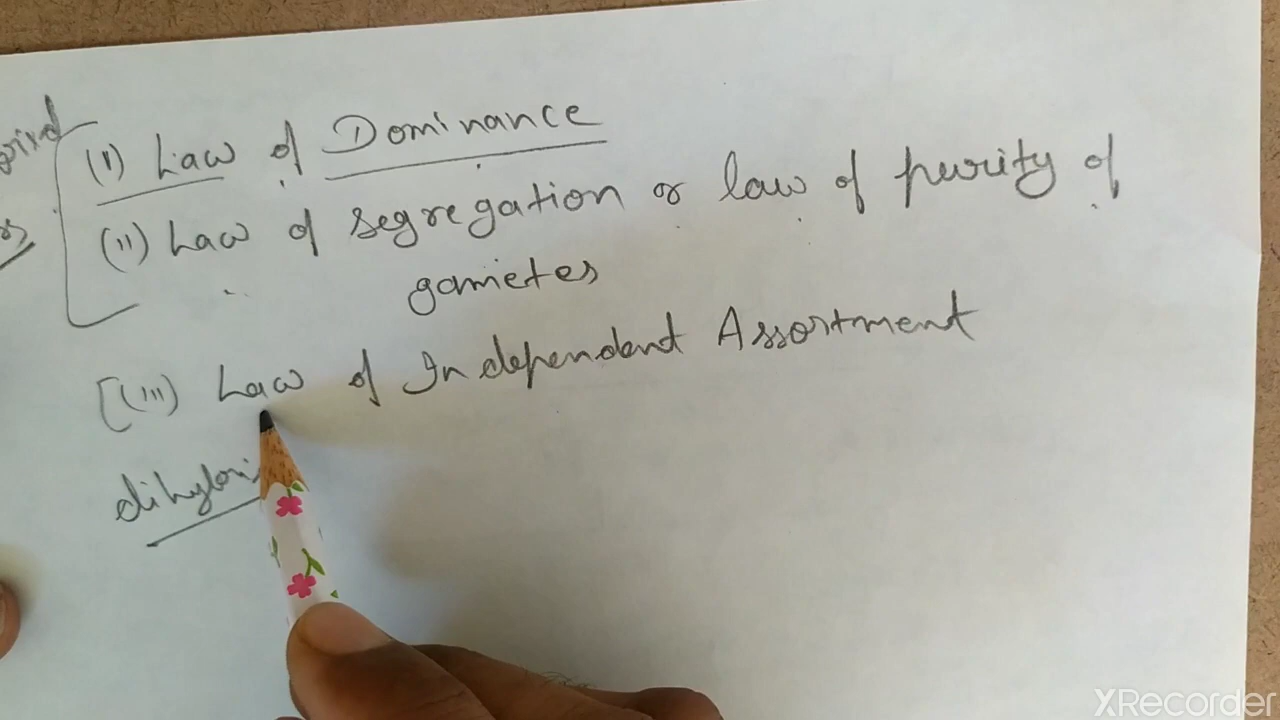 (I) Law of Dominance
(II) Law of segregation or law of purity of
gametes
[(III) Law of Independent Assortment
XRecorder